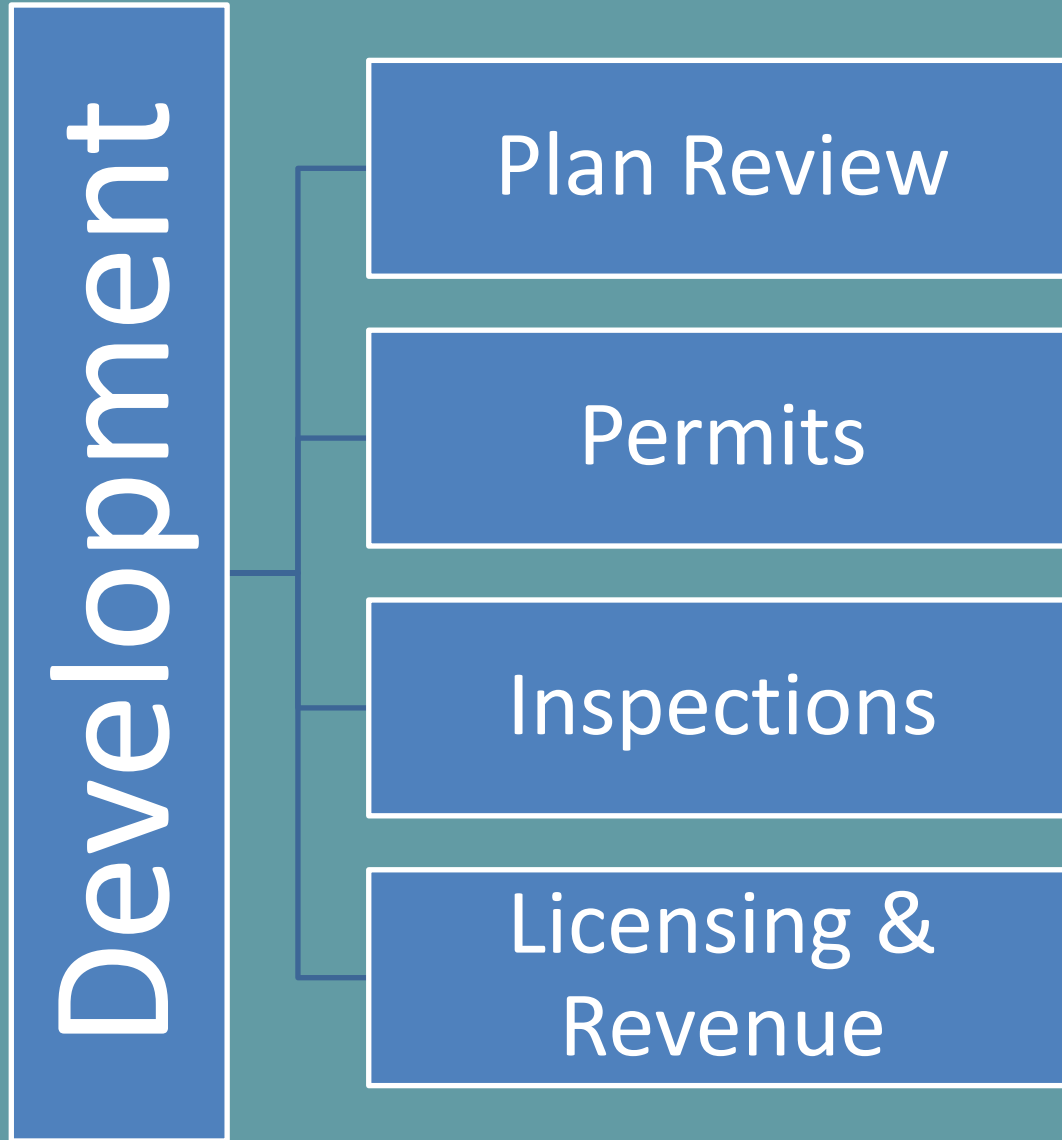 Development
Plan Review
Permits
Inspections
Licensing &
Revenue